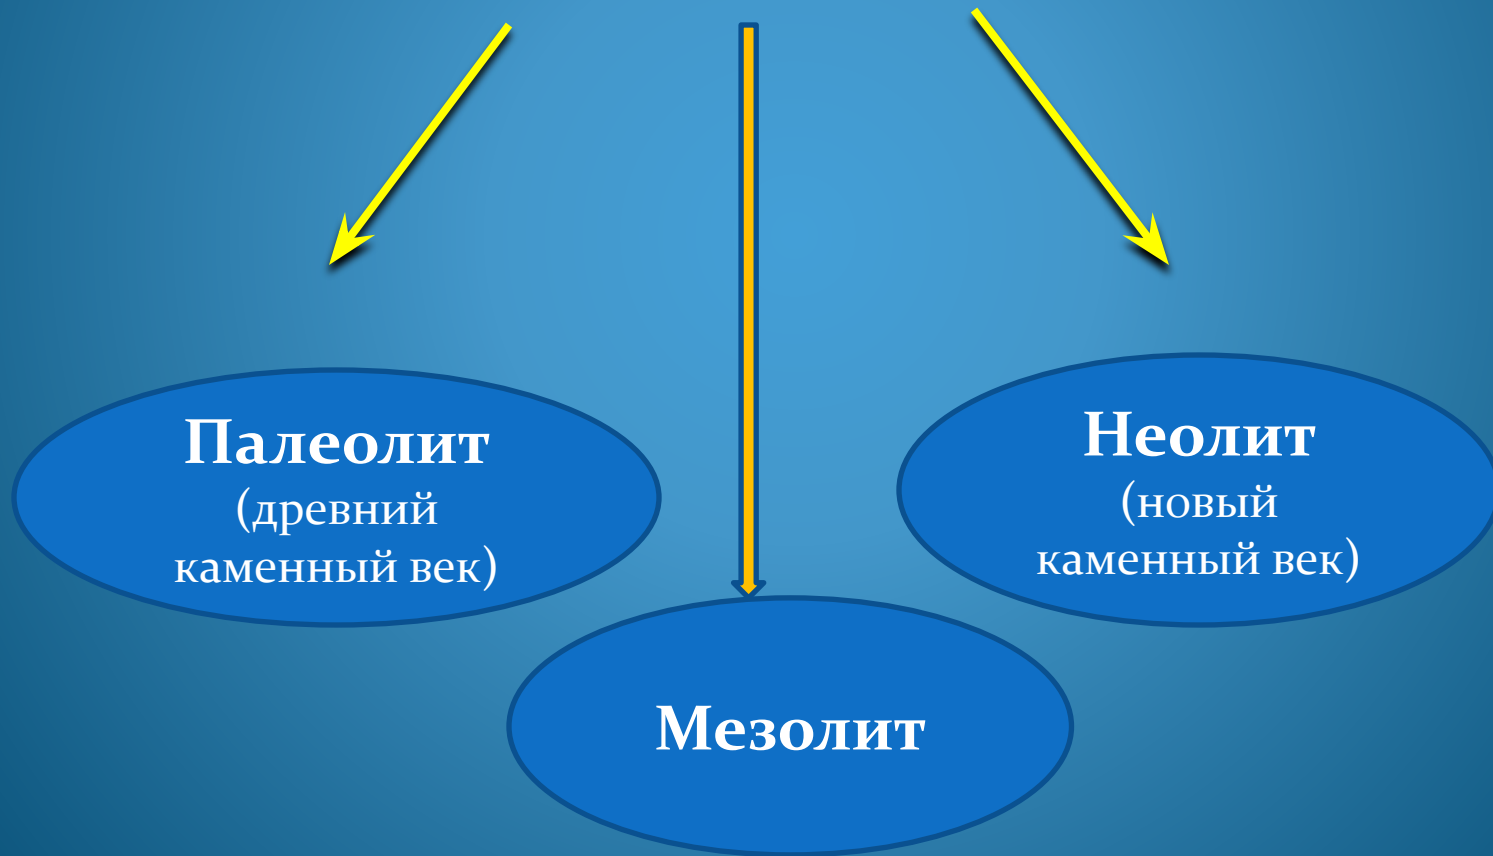 Палеолит
(древний
каменный век)
Неолит
(новый
каменный век)
Мезолит